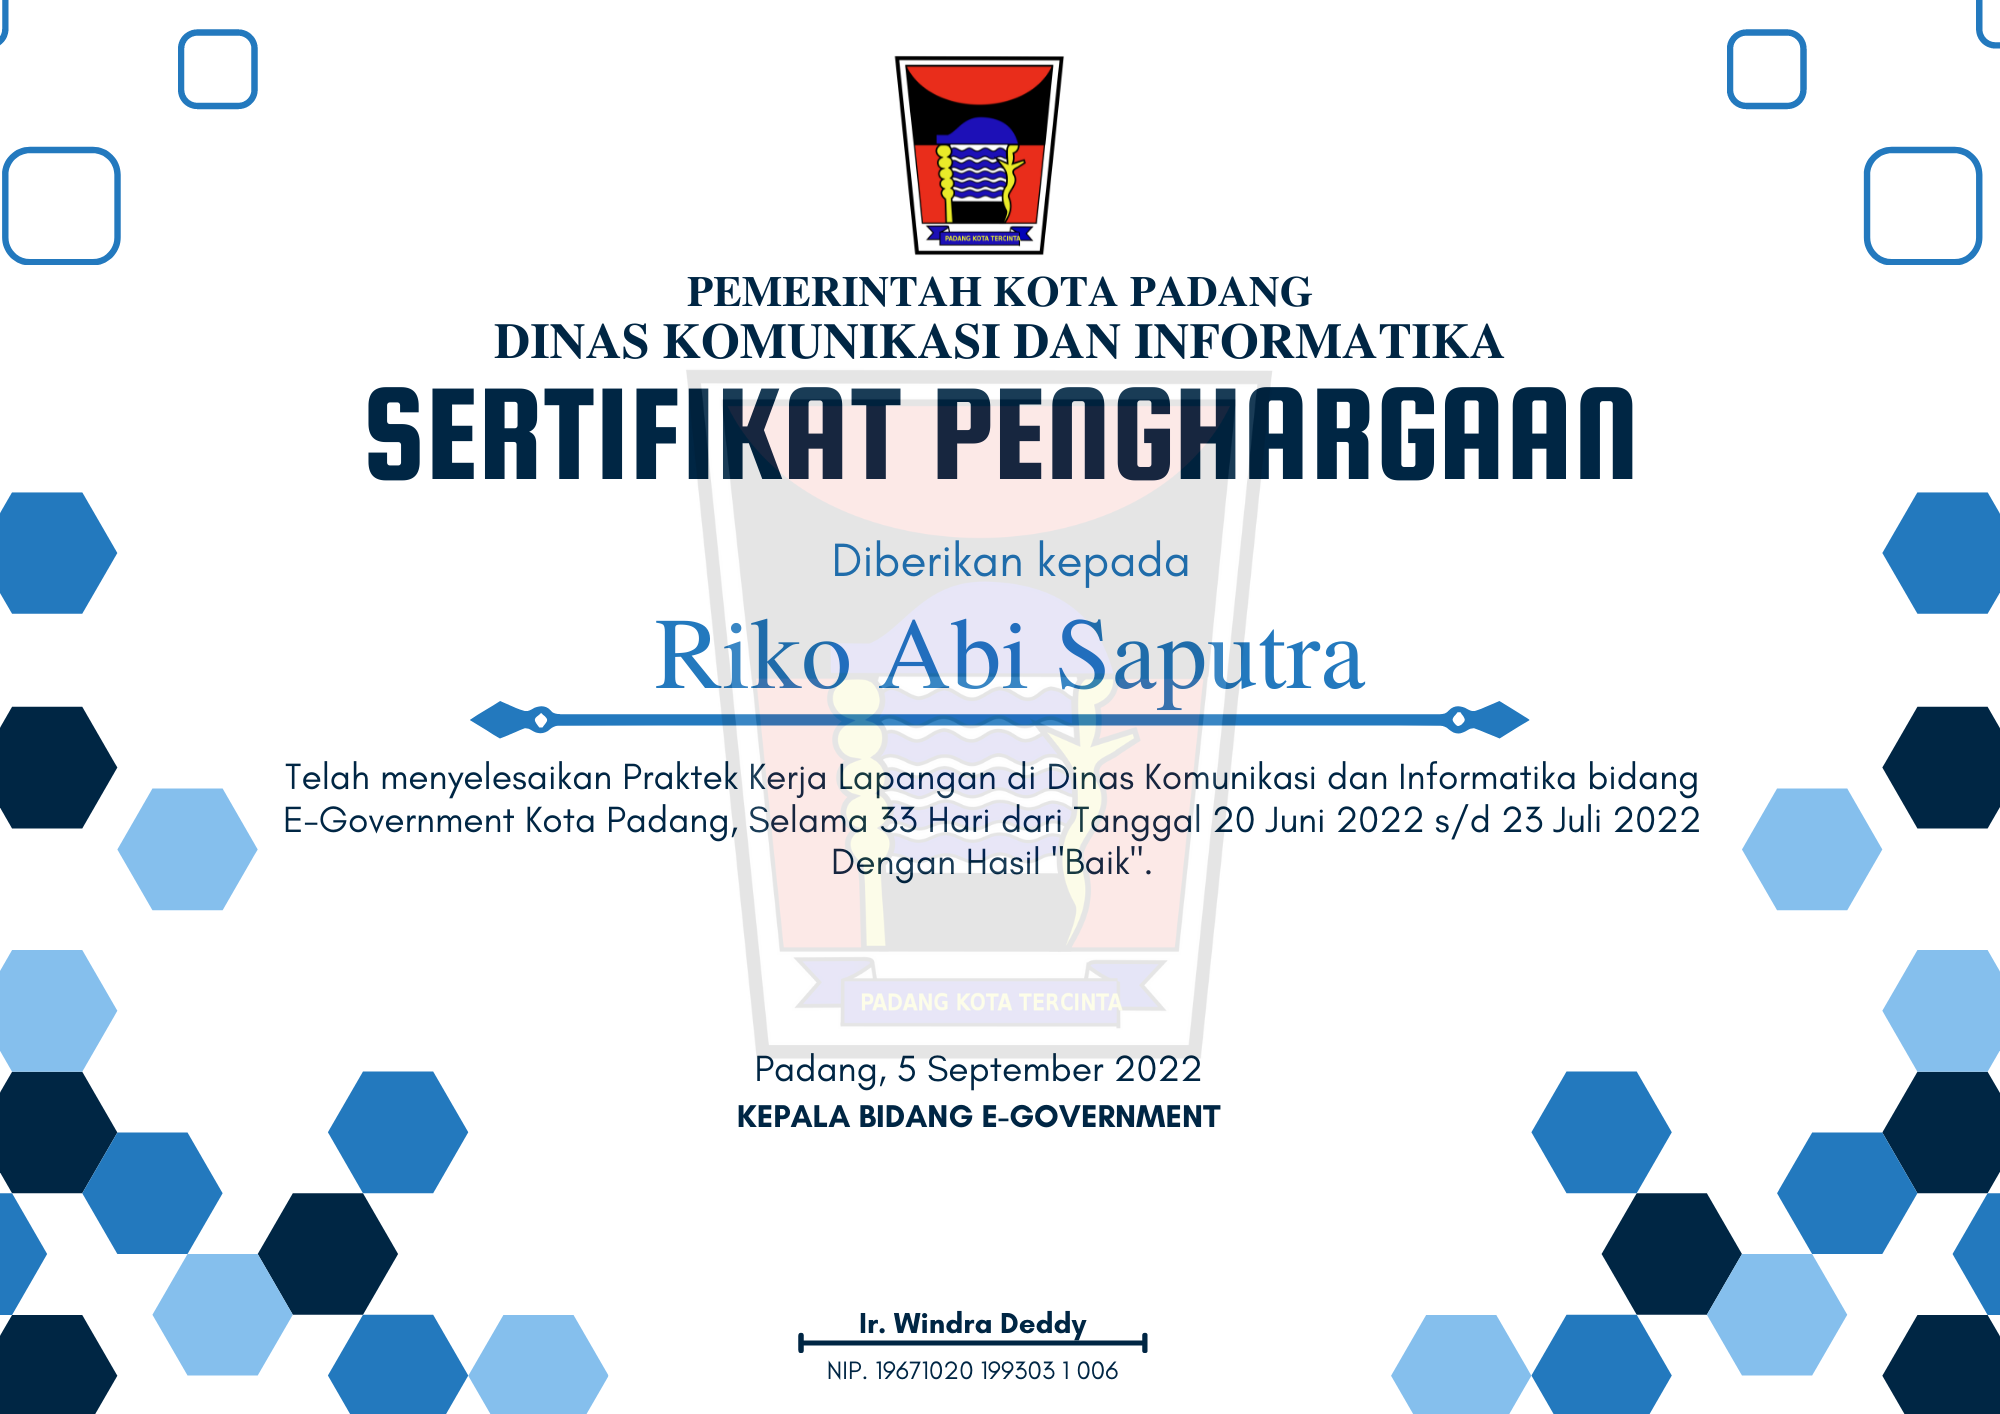 PADANG KOTA TERCINTA
PEMERINTAH KOTA PADANG
DINAS KOMUNIKASI DAN INFORMATIKA
SERTIFIKAT PENGHARGAAN
Diberikan kepada
Riko Abi Saputra
Telah menyelesaikan Praktek Kerja Lapangan di Dinas Komunikasi dan Informatika bidang
E-Government Kota Padang, Selama 33 Hari dari Tanggal 20 Juni 2022 s/d 23 Juli 2022
Dengan Hasil "Baik".
PADANG KOTA TERCINTA
Padang, 5 September 2022
KEPALA BIDANG E-GOVERNMENT
Ir. Windra Deddy
NIP. 19671020 199303 1 006